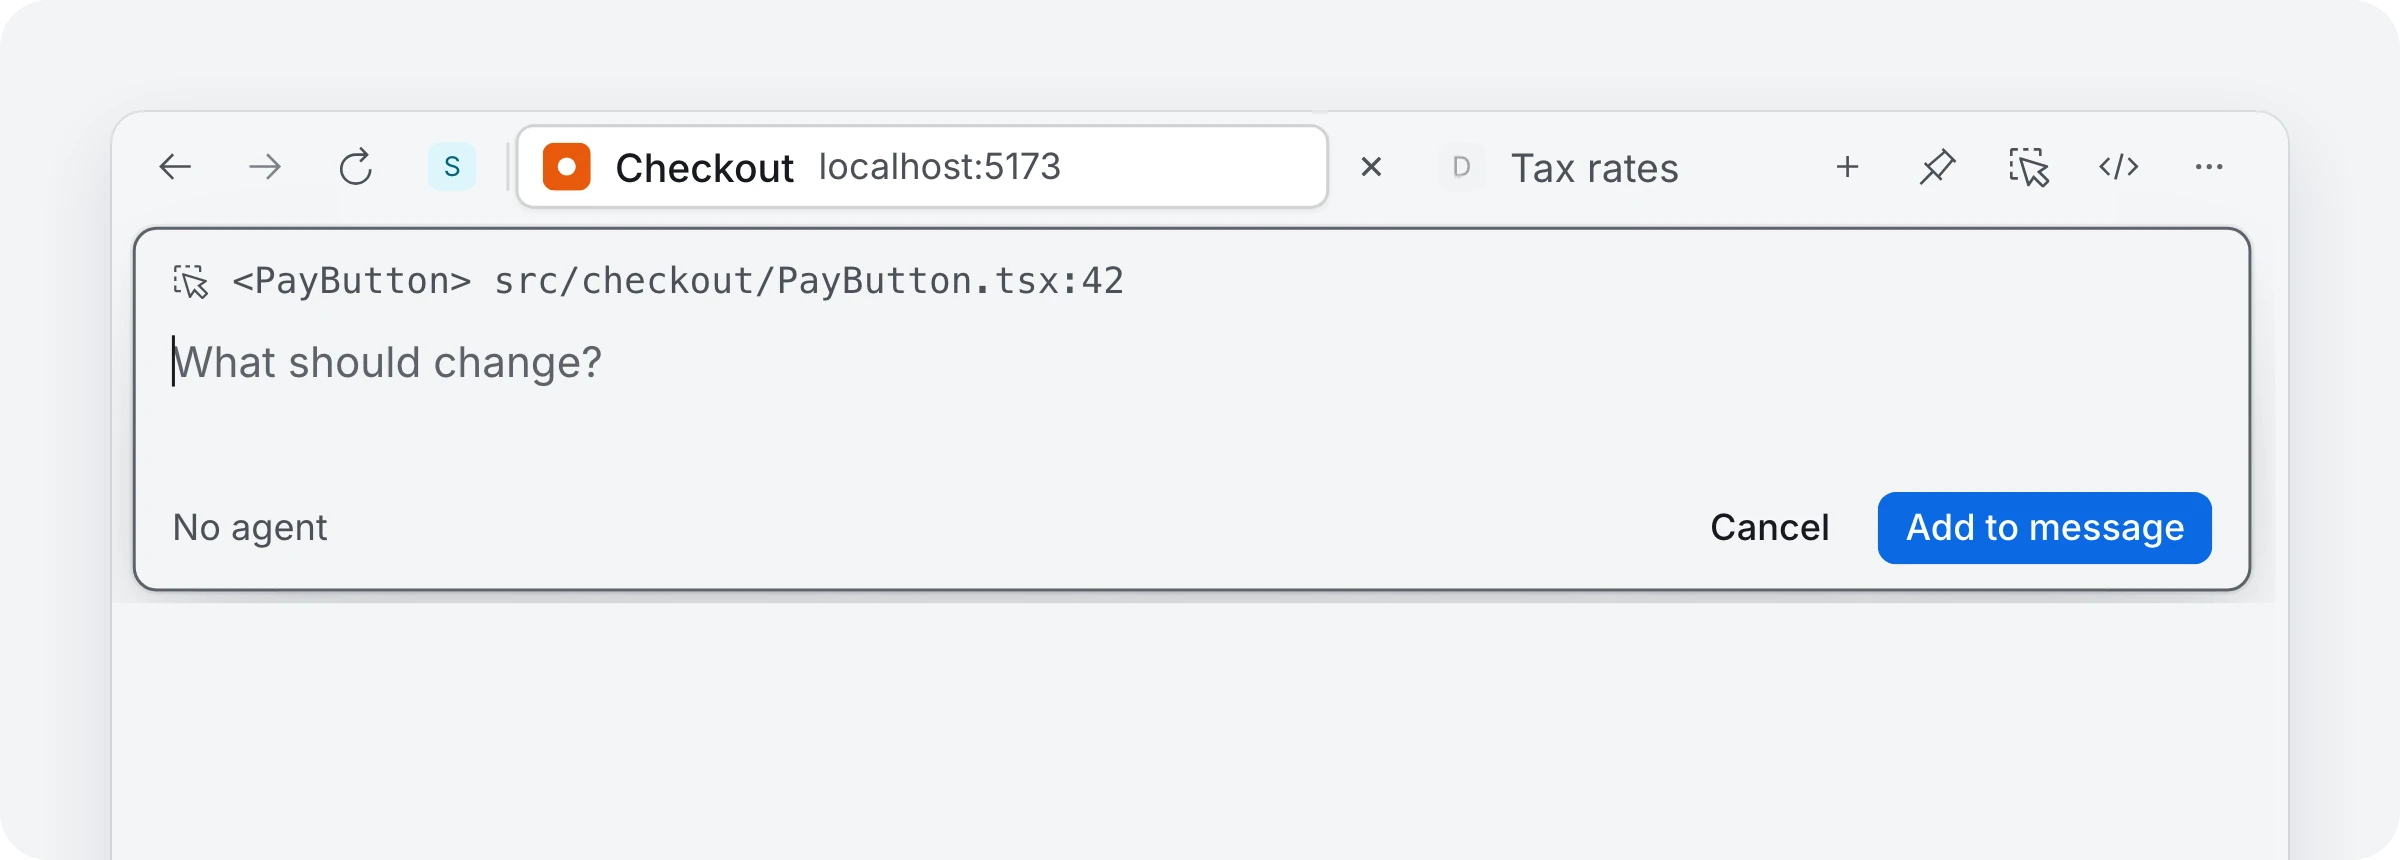 S Checkout localhost:5173 D Tax rates
<PayButton> src/checkout/PayButton.tsx:42
What should change?
No agent Cancel Add to message